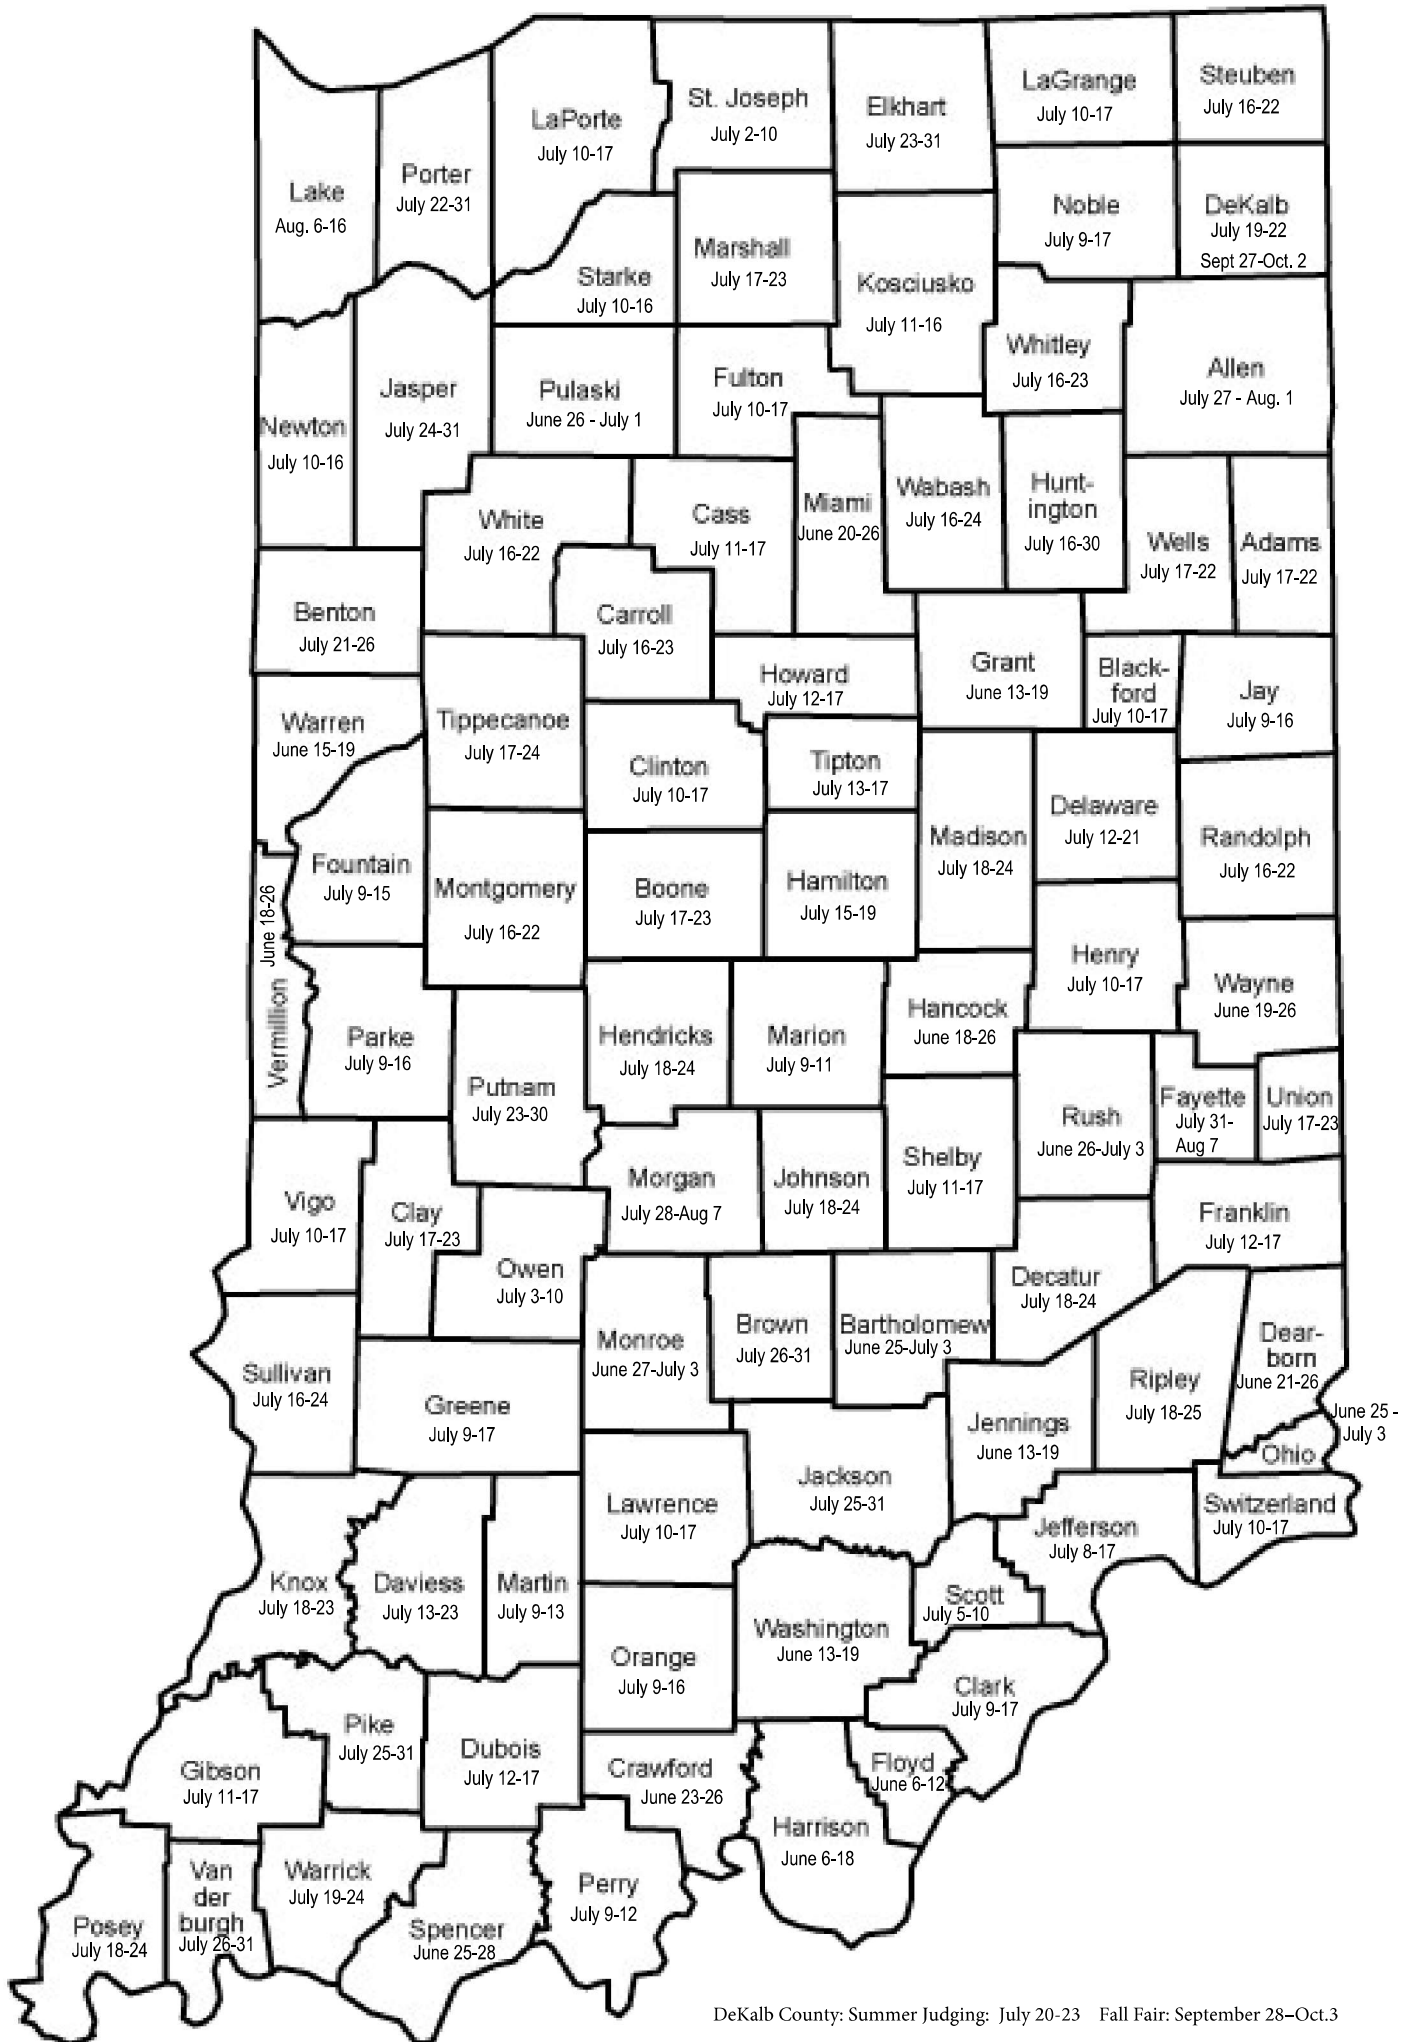 LaPorte
July 10-17
St. Joseph
July 2-10
Elkhart
July 23-31
LaGrange
July 10-17
Steuben
July 16-22
Lake
Aug. 6-16
Porter
July 22-31
Starke
July 10-16
Marshall
July 17-23
Kosciusko
July 11-16
Noble
July 9-17
DeKalb
July 19-22
Sept 27-Oct. 2
Newton
July 10-16
Jasper
July 24-31
Pulaski
June 26 - July 1
Fulton
July 10-17
Whitley
July 16-23
Allen
July 27 - Aug. 1
White
July 16-22
Cass
July 11-17
Miami
June 20-26
Wabash
July 16-24
Hunt-
ington
July 16-30
Wells
July 17-22
Adams
July 17-22
Benton
July 21-26
Carroll
July 16-23
Howard
July 12-17
Grant
June 13-19
Black-
ford
July 10-17
Jay
July 9-16
Warren
June 15-19
Tippecanoe
July 17-24
Clinton
July 10-17
Tipton
July 13-17
Madison
July 18-24
Delaware
July 12-21
Randolph
July 16-22
Fountain
July 9-15
Montgomery
July 16-22
Boone
July 17-23
Hamilton
July 15-19
Henry
July 10-17
Wayne
June 19-26
Vermillion
June 18-26
Parke
July 9-16
Putnam
July 23-30
Hendricks
July 18-24
Marion
July 9-11
Hancock
June 18-26
Rush
June 26-July 3
Fayette
July 31-
Aug 7
Union
July 17-23
Vigo
July 10-17
Clay
July 17-23
Owen
July 3-10
Morgan
July 28-Aug 7
Johnson
July 18-24
Shelby
July 11-17
Franklin
July 12-17
Decatur
July 18-24
Sullivan
July 16-24
Greene
July 9-17
Monroe
June 27-July 3
Brown
July 26-31
Bartholomew
June 25-July 3
Jennings
June 13-19
Ripley
July 18-25
Dear-
born
June 21-26
June 25 -
July 3
Ohio
Switzerland
July 10-17
Jefferson
July 8-17
Jackson
July 25-31
Lawrence
July 10-17
Knox
July 18-23
Daviess
July 13-23
Martin
July 9-13
Orange
July 9-16
Washington
June 13-19
Scott
July 5-10
Clark
July 9-17
Gibson
July 11-17
Pike
July 25-31
Dubois
July 12-17
Crawford
June 23-26
Harrison
June 6-18
Floyd
June 6-12
Posey
July 18-24
Van
der
burgh
July 26-31
Warrick
July 19-24
Spencer
June 25-28
Perry
July 9-12
DeKalb County: Summer Judging: July 20-23 Fall Fair: September 28–Oct.3